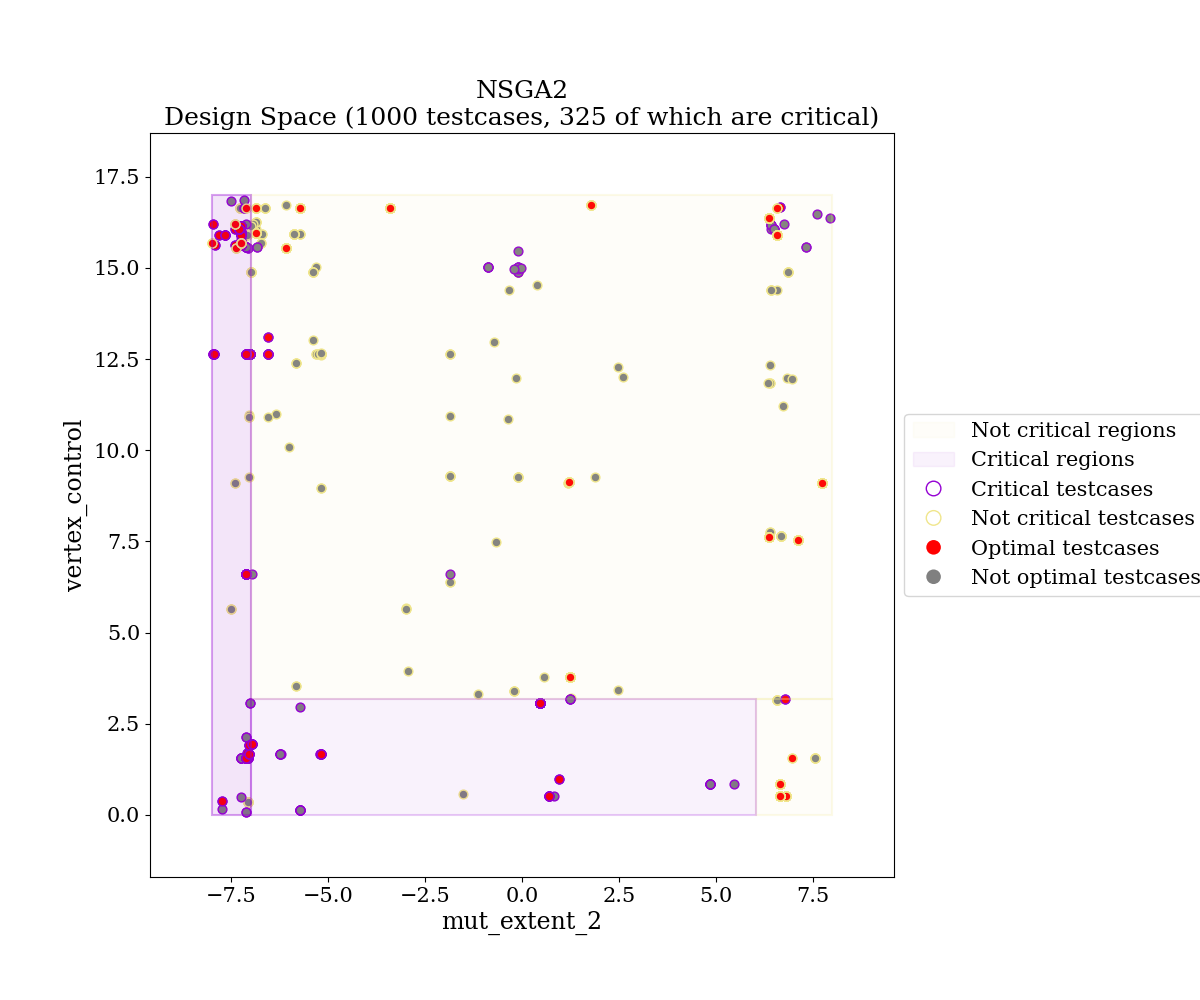 NSGA2
Design Space (1000 testcases, 325 of which are critical)
17.5
15.0
12.5
10.0
7.5
5.0
2.5
0.0
vertex_control
−7.5
−5.0
−2.5
0.0
2.5
5.0
7.5
mut_extent_2
Not critical regions
Critical regions
Critical testcases
Not critical testcases
Optimal testcases
Not optimal testcases